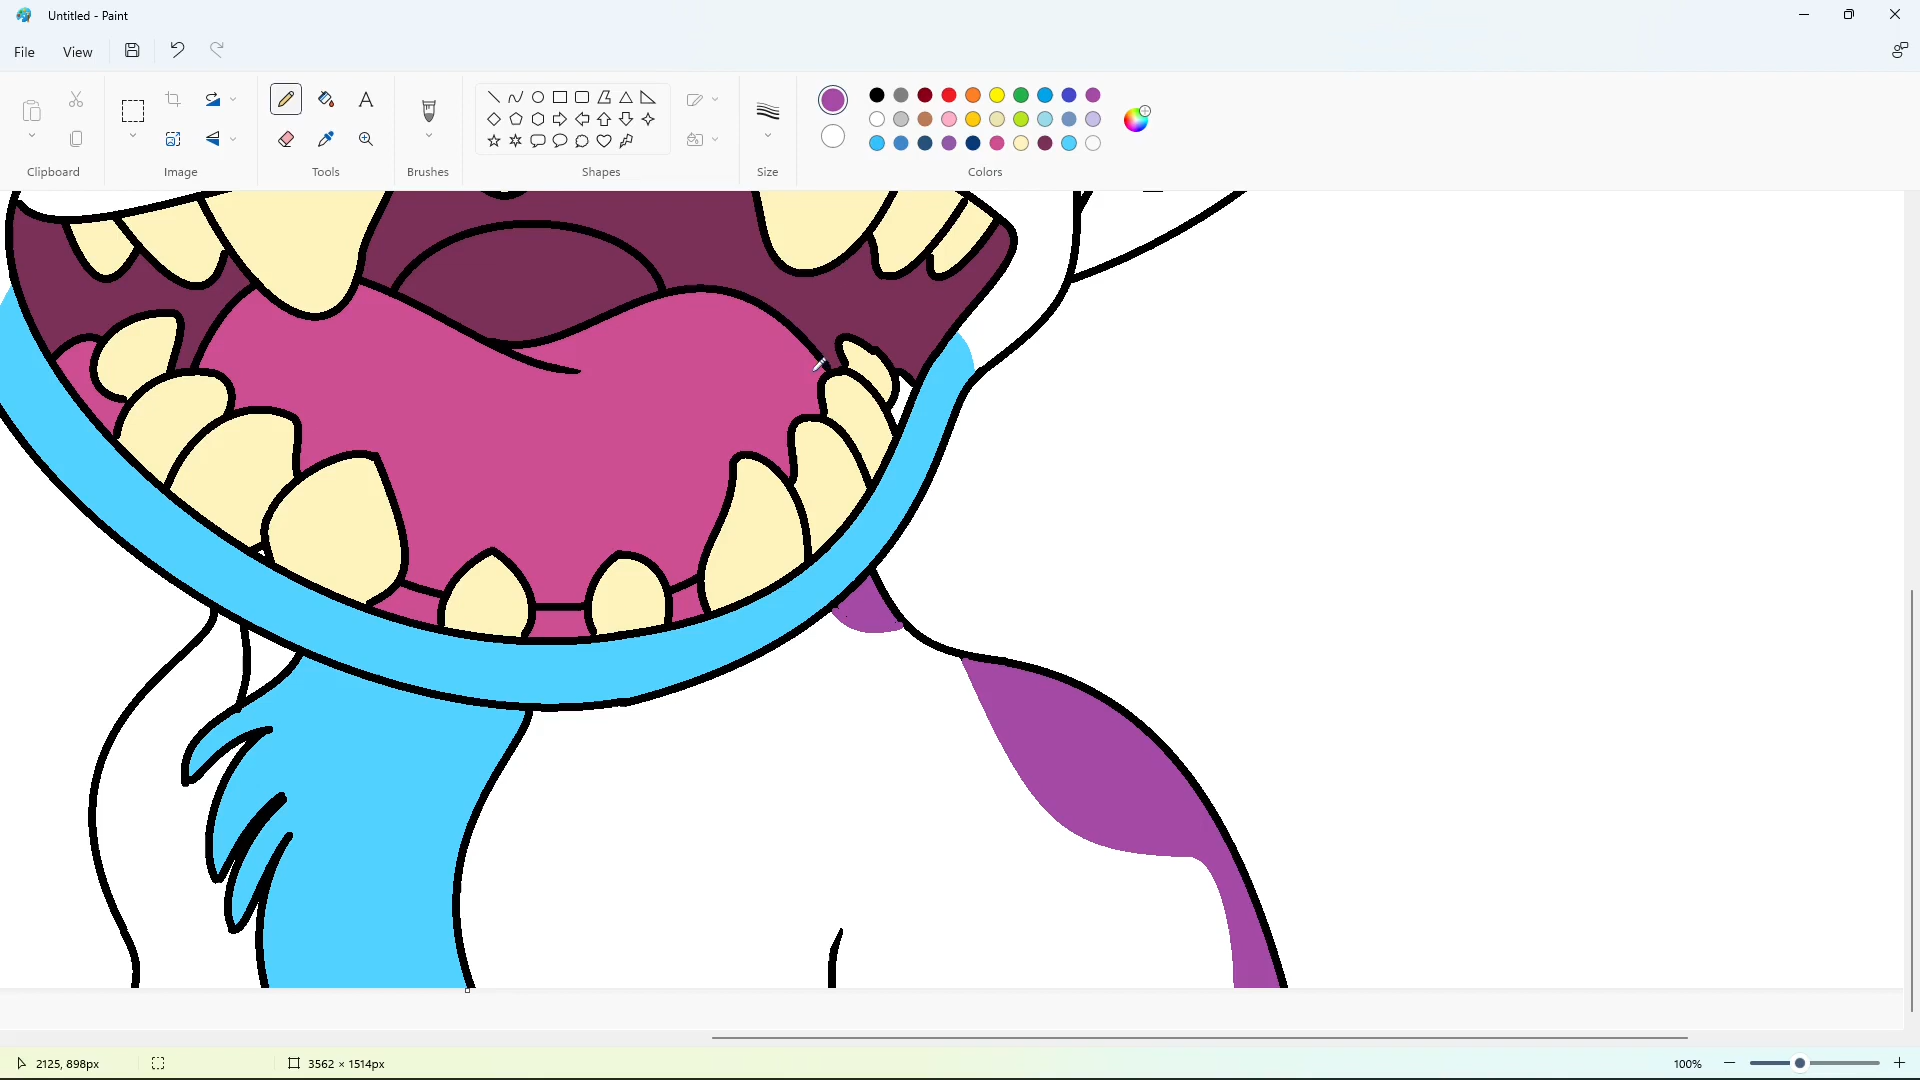 Untitled - Paint
File View
Clipboard Image Tools Brushes Shapes Size Colors
2125, 898px 3562 × 1514px 100%